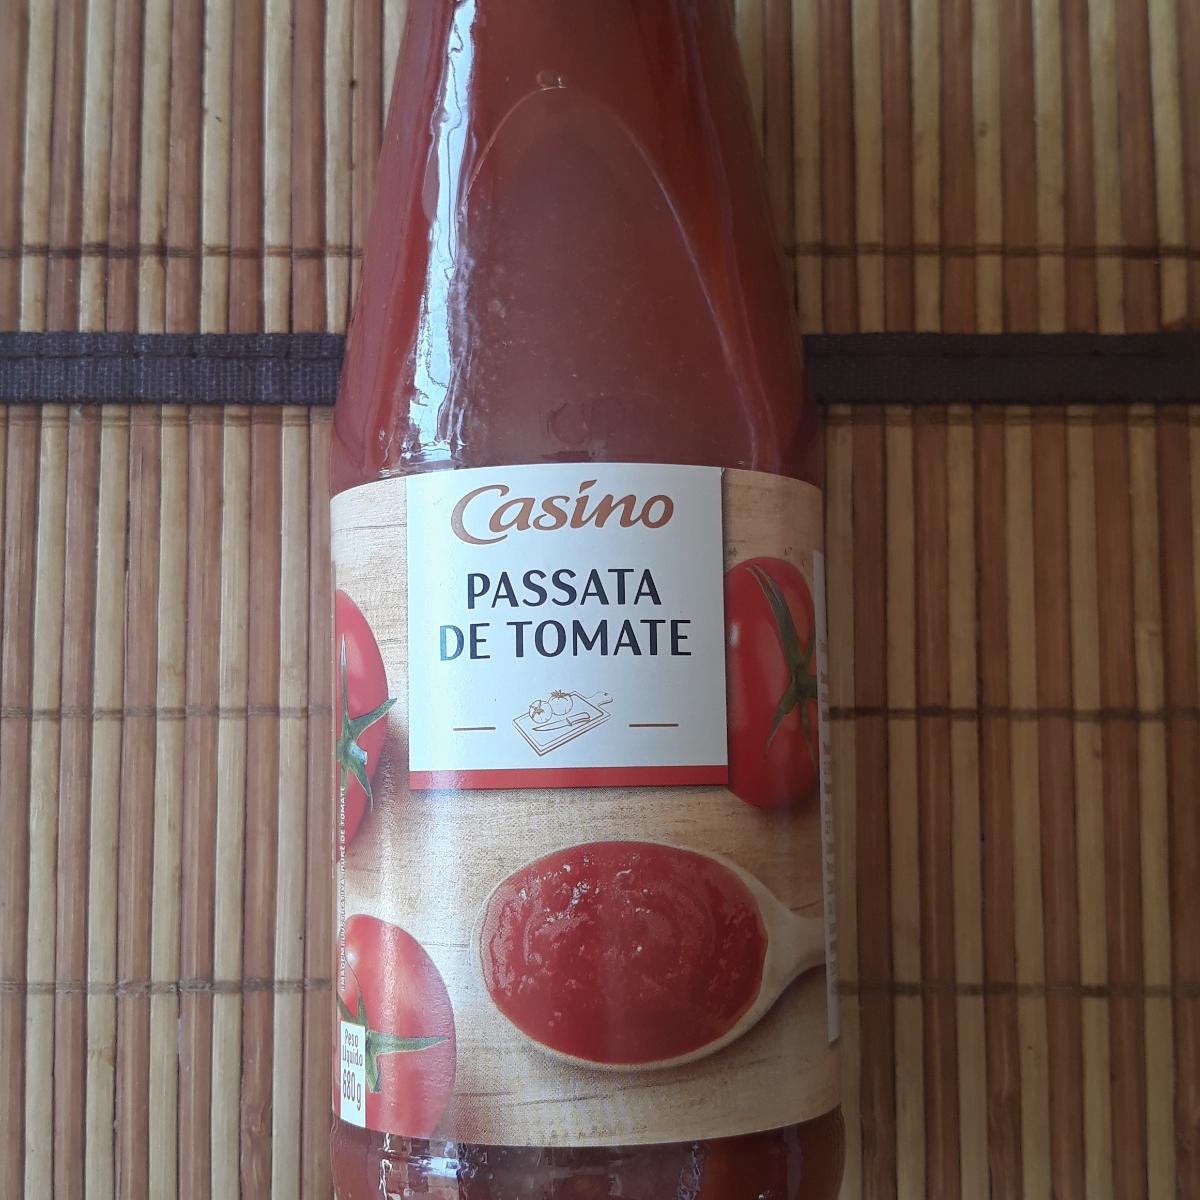 Casino
PASSATA
DE TOMATE
Peso
Líquido
680g